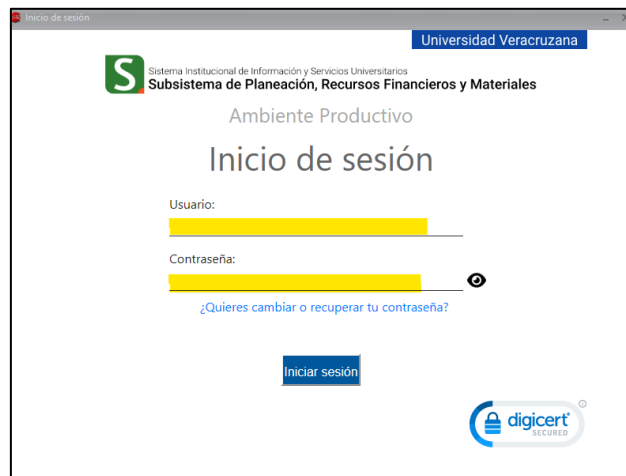 Inicio de sesión
Universidad Veracruzana
S
Sistema Institucional de Información y Servicios Universitarios
Subsistema de Planeación, Recursos Financieros y Materiales
Ambiente Productivo
Inicio de sesión
Usuario:
Contraseña:
¿Quieres cambiar o recuperar tu contraseña?
Iniciar sesión
digicert
SECURED